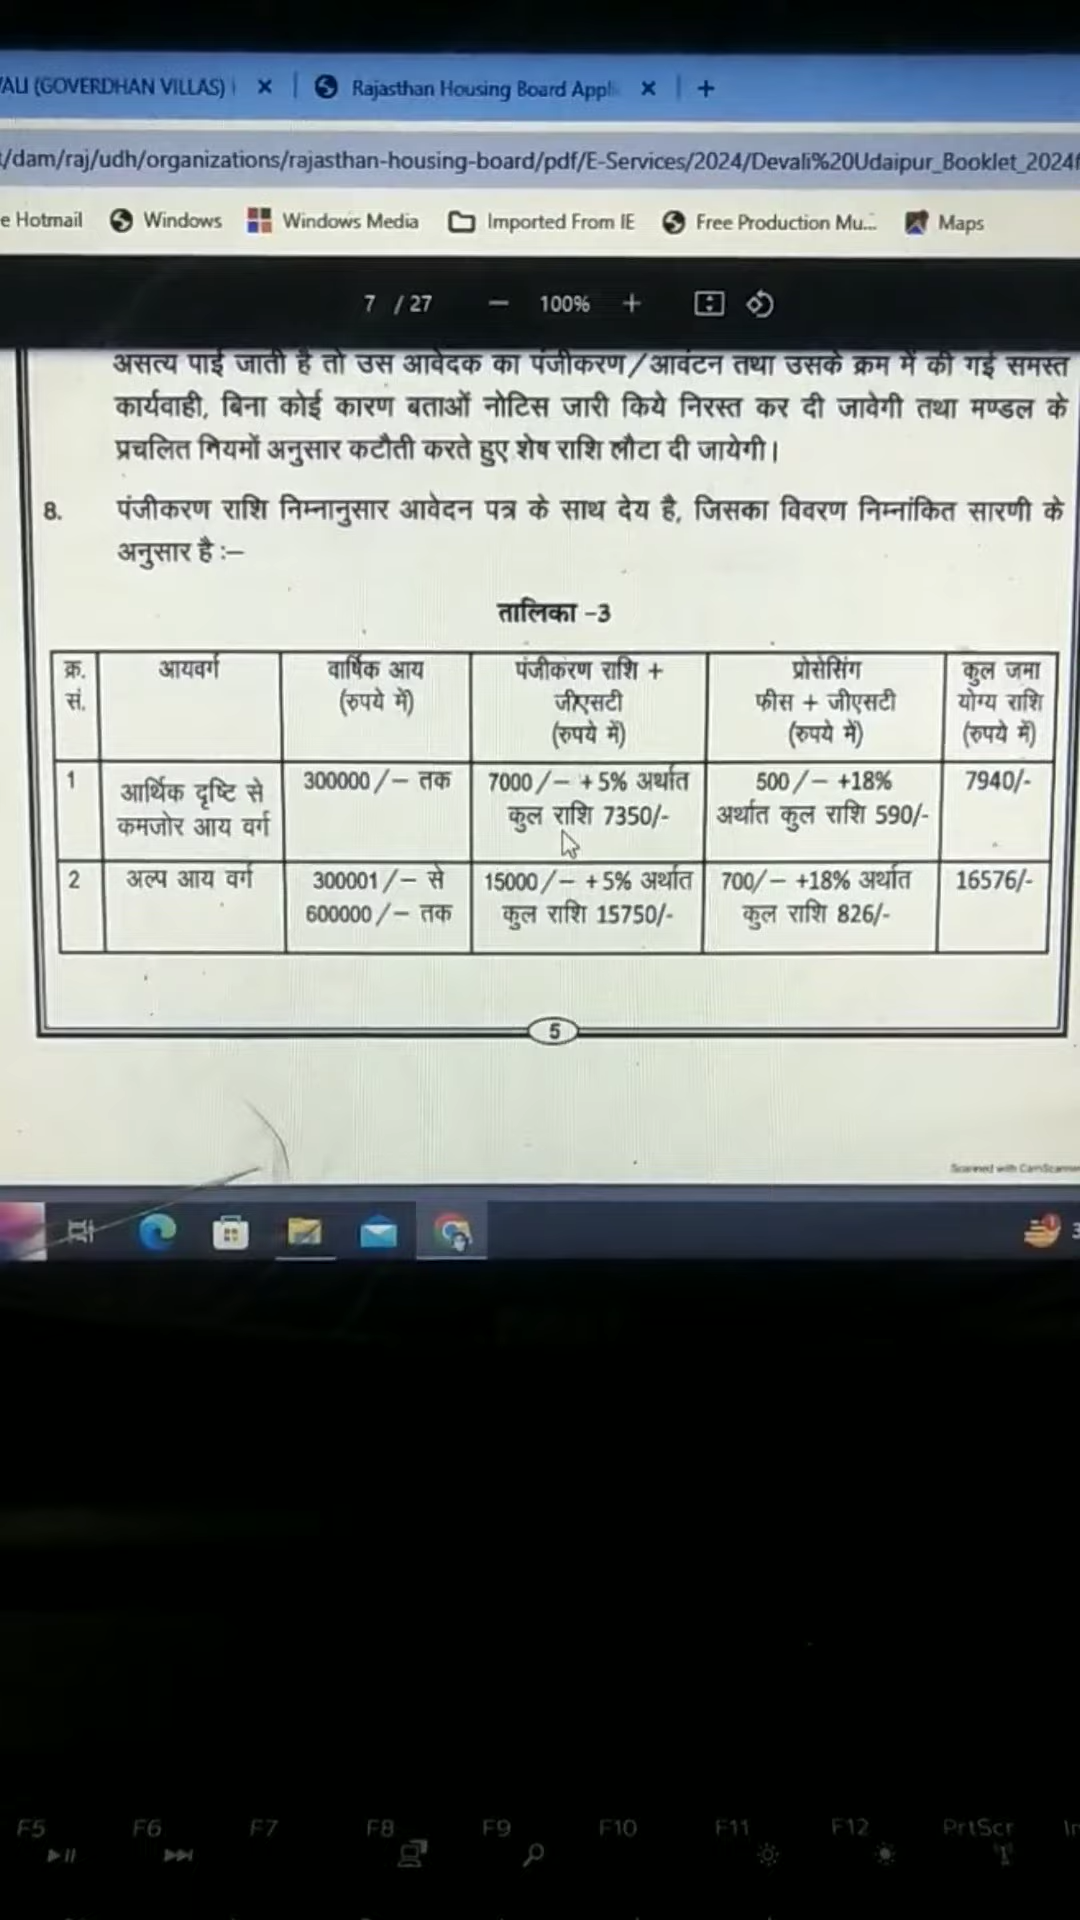 VALI (GOVERDHAN VILLAS)
Rajasthan Housing Board Appli
/dam/raj/udh/organizations/rajasthan-housing-board/pdf/E-Services/2024/Devali%20Udaipur_Booklet_2024
e Hotmail Windows Windows Media Imported From IE Free Production Mu... Maps
7 / 27 — 100% +
असत्य पाई जाती है तो उस आवेदक का पंजीकरण/आवंटन तथा उसके क्रम में की गई समस्त
कार्यवाही, बिना कोई कारण बताओं नोटिस जारी किये निरस्त कर दी जावेगी तथा मण्डल के
प्रचलित नियमों अनुसार कटौती करते हुए शेष राशि लौटा दी जायेगी।
8. पंजीकरण राशि निम्नानुसार आवेदन पत्र के साथ देय है, जिसका विवरण निम्नांकित सारणी के
अनुसार है :–
तालिका -3
क्र. सं.
आयवर्ग
वार्षिक आय
(रुपये में)
पंजीकरण राशि +
जीएसटी
(रुपये में)
प्रोसेसिंग
फीस + जीएसटी
(रुपये में)
कुल जमा
योग्य राशि
(रुपये में)
1
आर्थिक दृष्टि से
कमजोर आय वर्ग
300000/– तक
7000/– +5% अर्थात
कुल राशि 7350/-
500/– +18%
अर्थात कुल राशि 590/-
7940/-
2
अल्प आय वर्ग
300001/– से
600000/– तक
15000/– +5% अर्थात
कुल राशि 15750/-
700/– +18% अर्थात
कुल राशि 826/-
16576/-
5
Scanned with CamScanner
F5 F6 F7 F8 F9 F10 F11 F12 PrtScr In